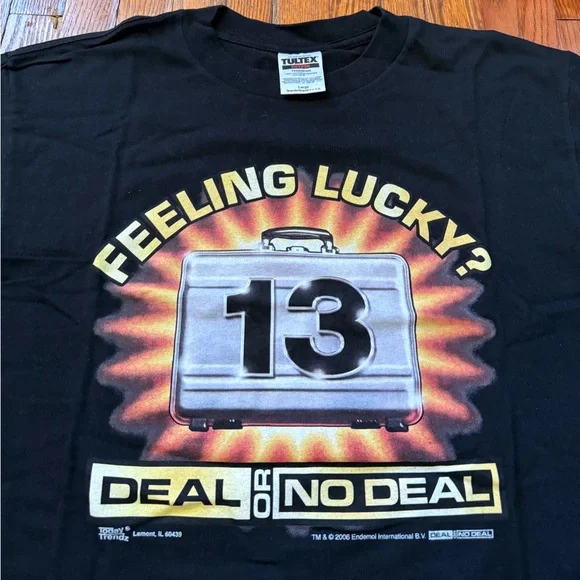 TULTEX
Large
FEELING LUCKY?
13
DEAL OR NO DEAL
Today Trendz Lemont, IL 60439
TM & © 2006 Endemol International B.V. DEAL OR NO DEAL